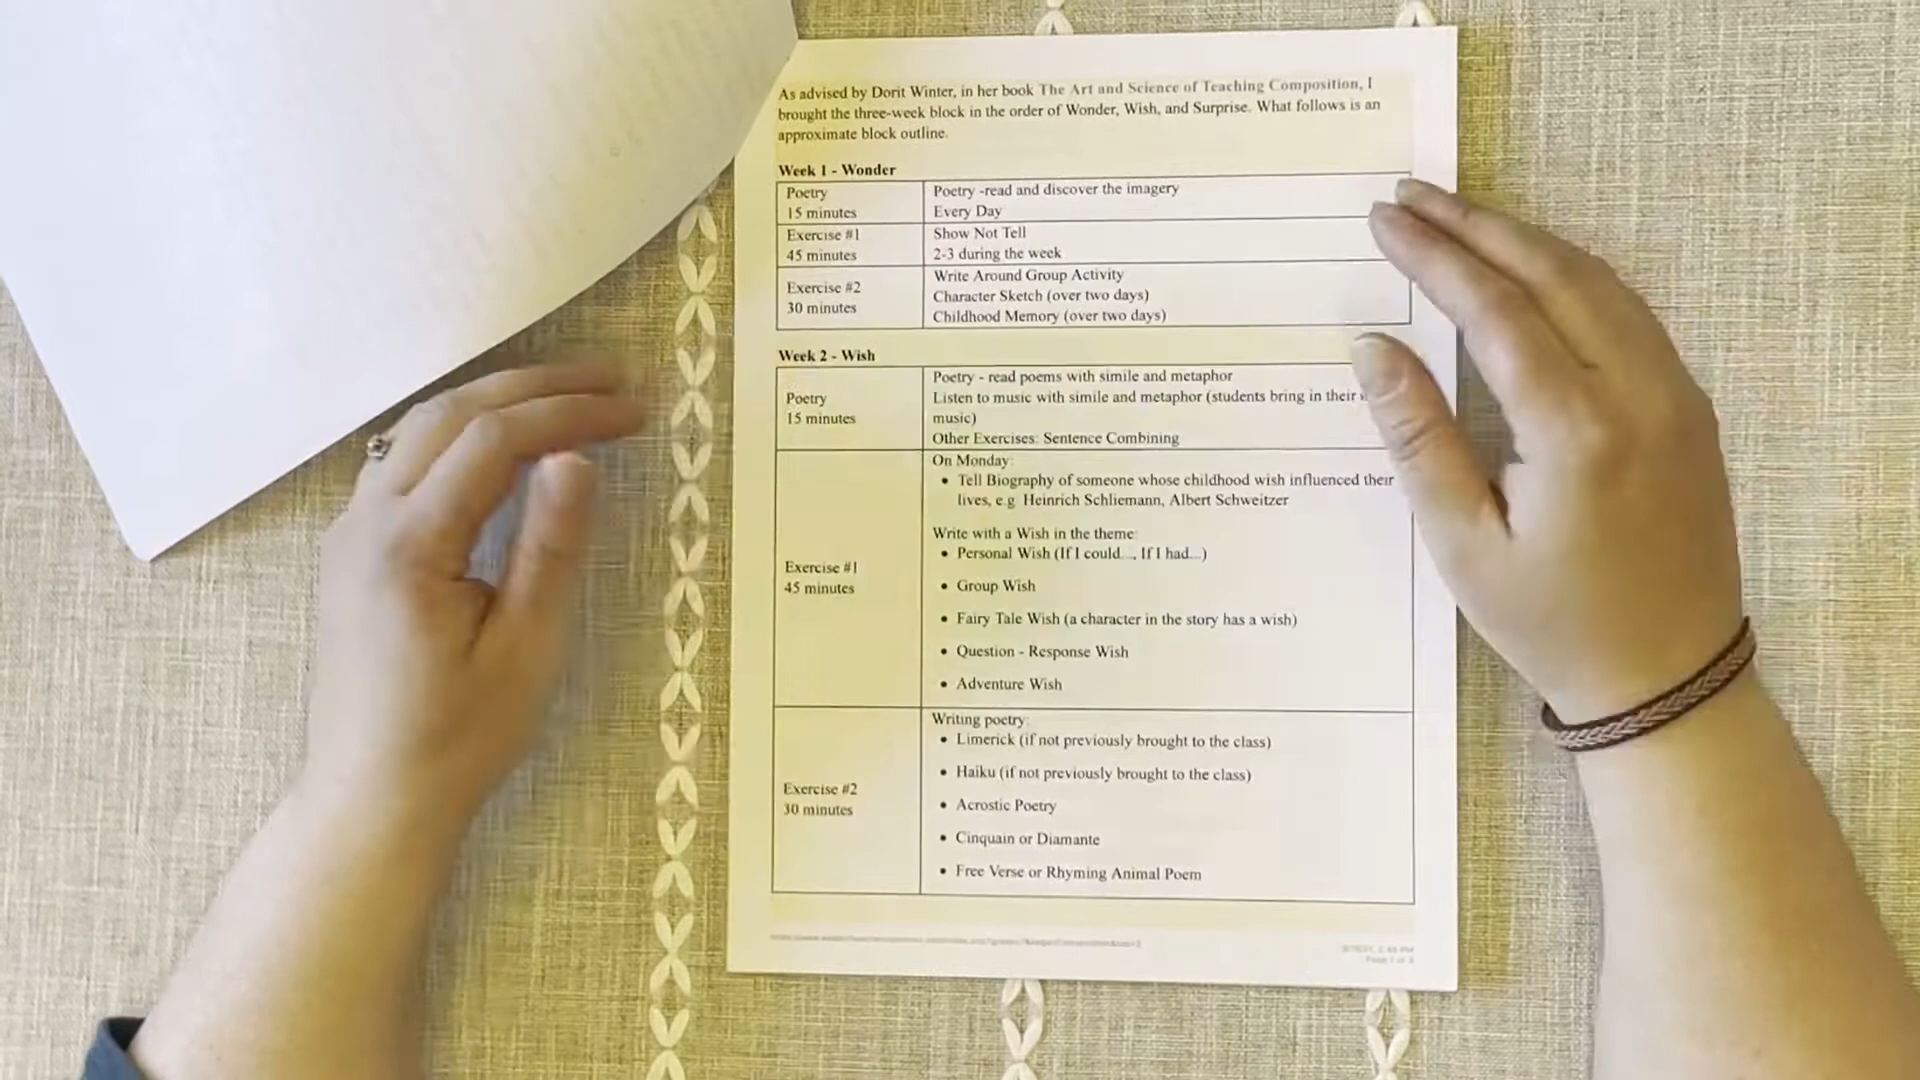 As advised by Dorit Winter, in her book The Art and Science of Teaching Composition, I
brought the three-week block in the order of Wonder, Wish, and Surprise. What follows is an
approximate block outline.
Week 1 - Wonder
Poetry
15 minutes
Poetry -read and discover the imagery
Every Day
Exercise #1
45 minutes
Show Not Tell
2-3 during the week
Exercise #2
30 minutes
Write Around Group Activity
Character Sketch (over two days)
Childhood Memory (over two days)
Week 2 - Wish
Poetry
15 minutes
Poetry - read poems with simile and metaphor
Listen to music with simile and metaphor (students bring in their
music)
Other Exercises: Sentence Combining
Exercise #1
45 minutes
On Monday:
• Tell Biography of someone whose childhood wish influenced their
lives, e.g. Heinrich Schliemann, Albert Schweitzer
Write with a Wish in the theme:
• Personal Wish (If I could..., If I had...)
• Group Wish
• Fairy Tale Wish (a character in the story has a wish)
• Question - Response Wish
• Adventure Wish
Exercise #2
30 minutes
Writing poetry:
• Limerick (if not previously brought to the class)
• Haiku (if not previously brought to the class)
• Acrostic Poetry
• Cinquain or Diamante
• Free Verse or Rhyming Animal Poem